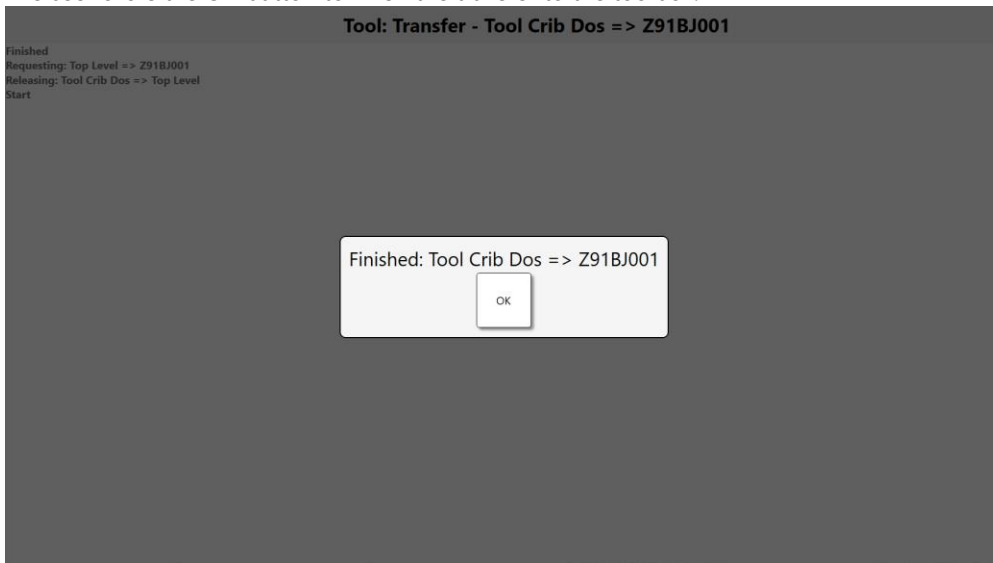 Tool: Transfer - Tool Crib Dos => Z91BJ001
Finished
Requesting: Top Level => Z91BJ001
Releasing: Tool Crib Dos => Top Level
Start
Finished: Tool Crib Dos => Z91BJ001
OK